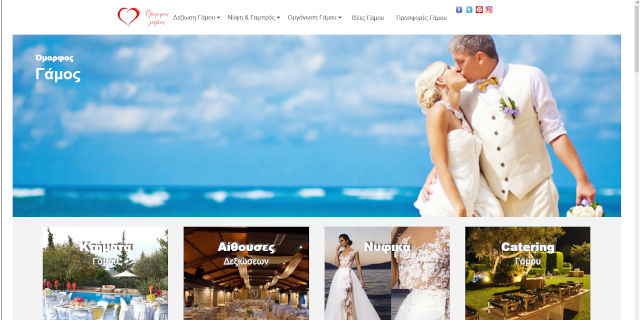 Όμορφος
γάμος
Δεξίωση Γάμου
Νύφη & Γαμπρός
Οργάνωση Γάμου
Ιδέες Γάμου
Προσφορές Γάμου
Όμορφος
Γάμος
Κτήματα
Γάμου
Αίθουσες
Δεξιώσεων
Νυφικά
Catering
Γάμου